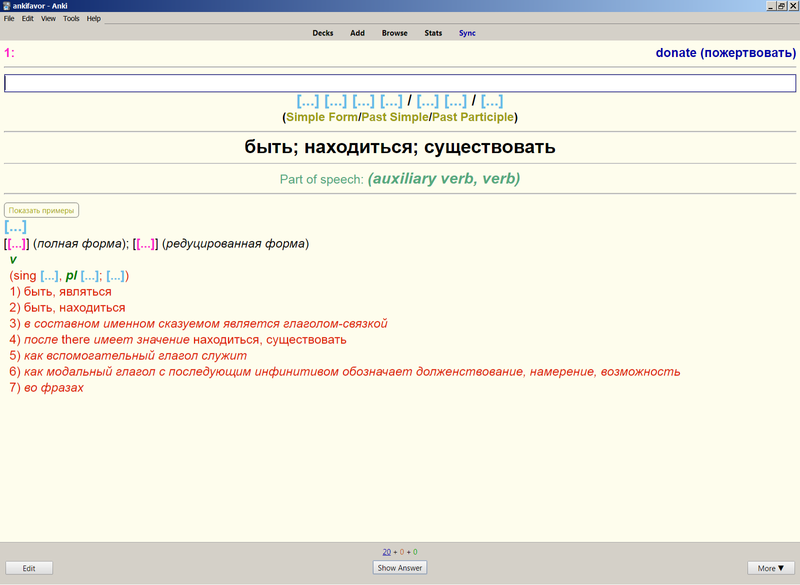 ankifavor - Anki
File Edit View Tools Help
Decks Add Browse Stats Sync
1: donate (пожертвовать)
[...] [...] [...] [...] / [...] [...] / [...]
(Simple Form/Past Simple/Past Participle)
быть; находиться; существовать
Part of speech: (auxiliary verb, verb)
Показать примеры
[...]
[[...]] (полная форма); [[...]] (редуцированная форма)
v
(sing [...], pl [...]; [...])
1) быть, являться
2) быть, находиться
3) в составном именном сказуемом является глаголом-связкой
4) после there имеет значение находиться, существовать
5) как вспомогательный глагол служит
6) как модальный глагол с последующим инфинитивом обозначает долженствование, намерение, возможность
7) во фразах
20 + 0 + 0
Edit Show Answer More ▼